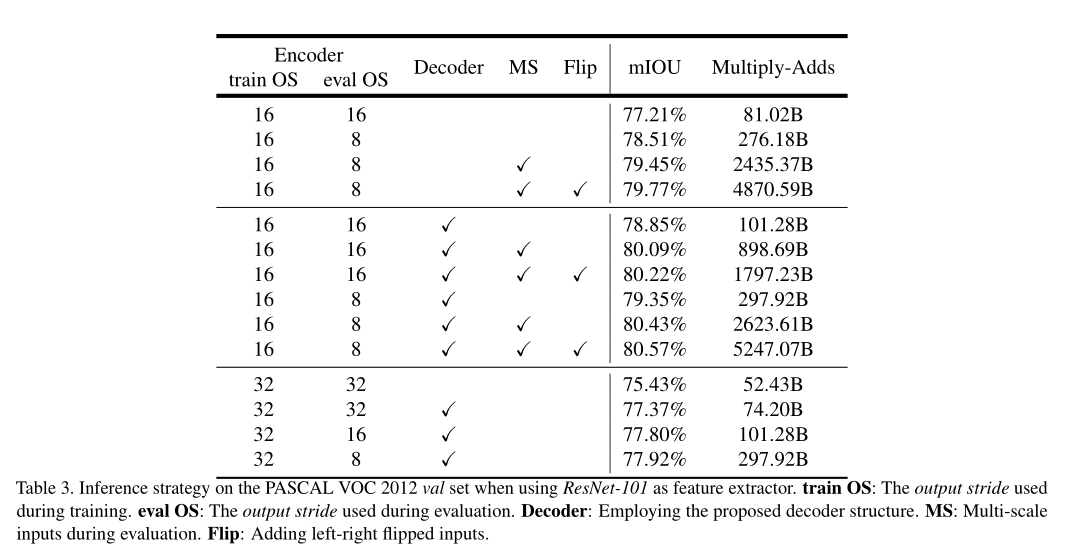 Encoder
train OS eval OS Decoder MS Flip mIOU Multiply-Adds
16 16 77.21% 81.02B
16 8 78.51% 276.18B
16 8 ✓ 79.45% 2435.37B
16 8 ✓ ✓ 79.77% 4870.59B
16 16 ✓ 78.85% 101.28B
16 16 ✓ ✓ 80.09% 898.69B
16 16 ✓ ✓ ✓ 80.22% 1797.23B
16 8 ✓ 79.35% 297.92B
16 8 ✓ ✓ 80.43% 2623.61B
16 8 ✓ ✓ ✓ 80.57% 5247.07B
32 32 75.43% 52.43B
32 32 ✓ 77.37% 74.20B
32 16 ✓ 77.80% 101.28B
32 8 ✓ 77.92% 297.92B
Table 3. Inference strategy on the PASCAL VOC 2012 val set when using ResNet-101 as feature extractor. train OS: The output stride used
during training. eval OS: The output stride used during evaluation. Decoder: Employing the proposed decoder structure. MS: Multi-scale
inputs during evaluation. Flip: Adding left-right flipped inputs.